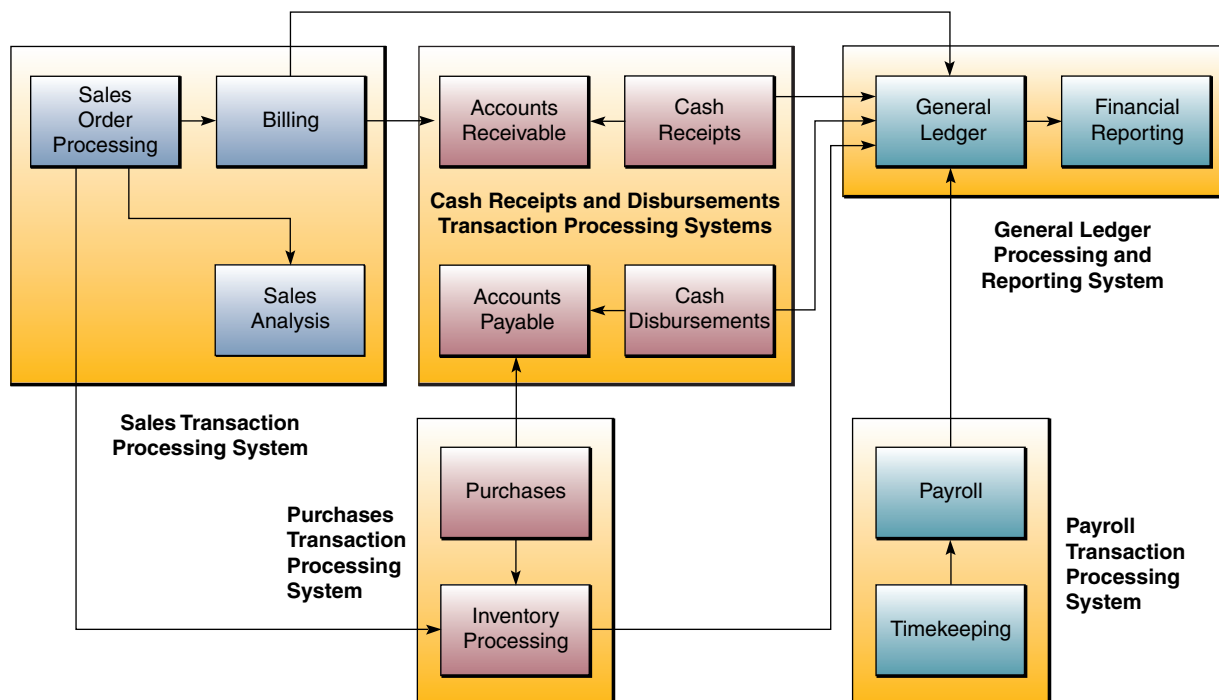 Sales
Order
Processing
Billing
Sales
Analysis
Sales Transaction
Processing System
Accounts
Receivable
Cash
Receipts
Cash Receipts and Disbursements
Transaction Processing Systems
Accounts
Payable
Cash
Disbursements
General
Ledger
Financial
Reporting
General Ledger
Processing and
Reporting System
Purchases
Transaction
Processing
System
Purchases
Inventory
Processing
Payroll
Timekeeping
Payroll
Transaction
Processing
System